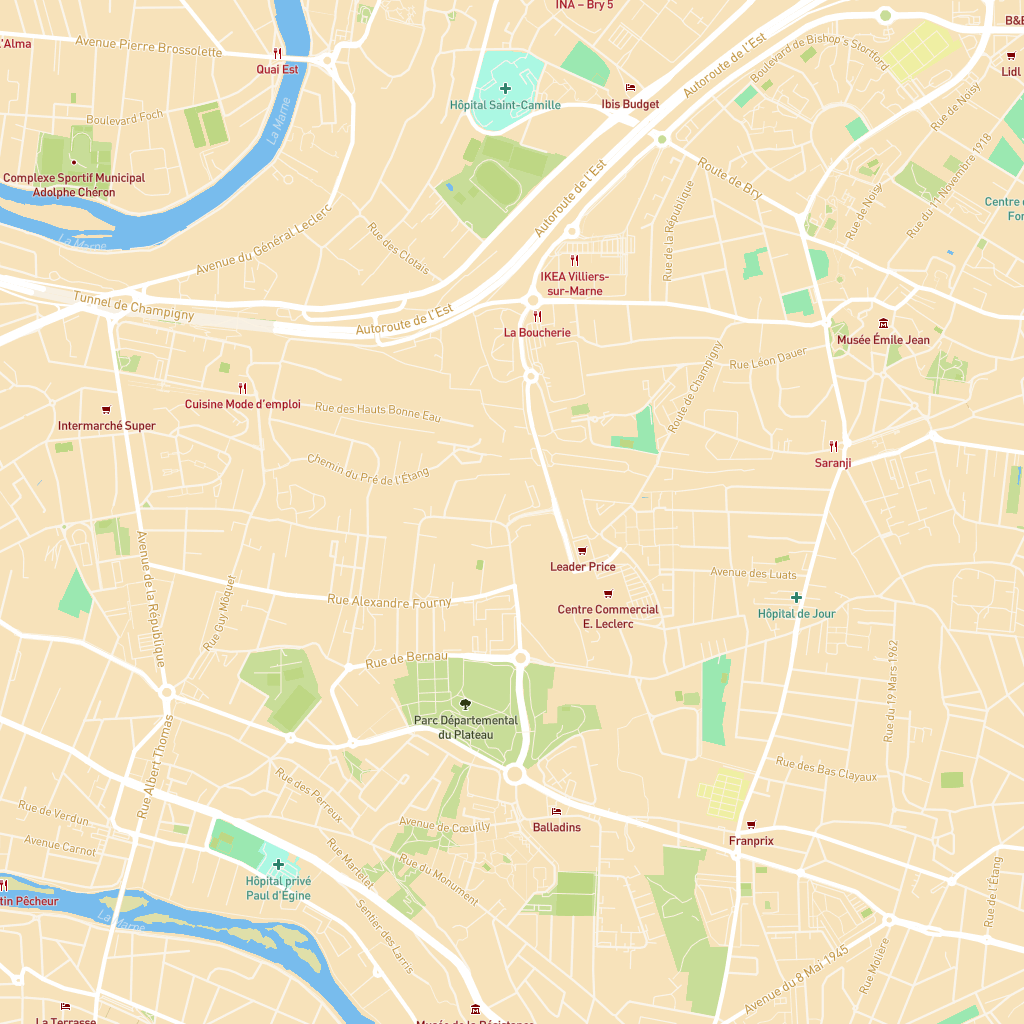 INA – Bry 5
l'Alma
Avenue Pierre Brossolette
Quai Est
B&B
Lidl
Boulevard de Bishop's Stortford
Autoroute de l'Est
Hôpital Saint-Camille
Ibis Budget
Boulevard Foch
La Marne
Rue de Noisy
Complexe Sportif Municipal
Adolphe Chéron
Route de Bry
Rue du 11 Novembre 1918
Autoroute de l'Est
Rue de la République
Rue de Noisy
Centre
La Marne
Avenue du Général Leclerc
Rue des Clotais
IKEA Villiers-
sur-Marne
Tunnel de Champigny
Autoroute de l'Est
La Boucherie
Musée Émile Jean
Rue Léon Dauer
Route de Champigny
Cuisine Mode d'emploi
Rue des Hauts Bonne Eau
Intermarché Super
Saranji
Chemin du Pré de l'Étang
Avenue de la République
Leader Price
Avenue des Luats
Rue Guy Môquet
Rue Alexandre Fourny
Centre Commercial
E. Leclerc
Hôpital de Jour
Rue de Bernau
Rue du 19 Mars 1962
Parc Départemental
du Plateau
Rue Albert Thomas
Rue des Bas Clayaux
Rue des Perreux
Rue de Verdun
Avenue de Cœuilly
Balladins
Franprix
Avenue Carnot
Rue Martelet
Rue du Monument
Hôpital privé
Paul d'Égine
Rue de l'Étang
tin Pêcheur
La Marne
Sentier des Larris
Rue Molière
Avenue du 8 Mai 1945
La Terrasse
Musée de la Résistance